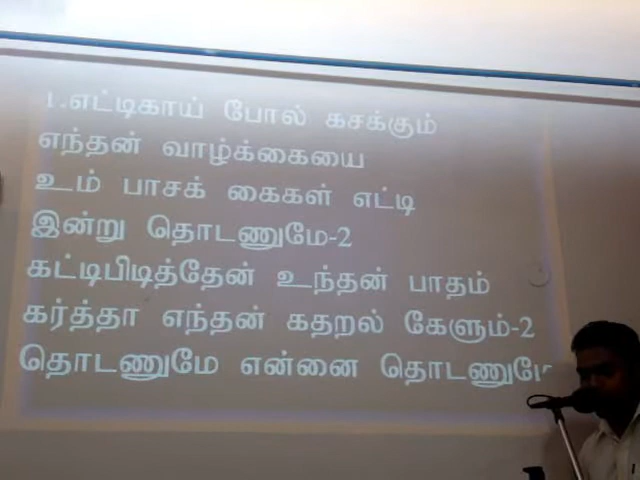 1.எட்டிகாய் போல் கசக்கும்
எந்தன் வாழ்க்கையை
உம் பாசக் கைகள் எட்டி
இன்று தொடணுமே-2
கட்டிபிடித்தேன் உந்தன் பாதம்
கர்த்தா எந்தன் கதறல் கேளும்-2
தொடணுமே என்னை தொடணுமே